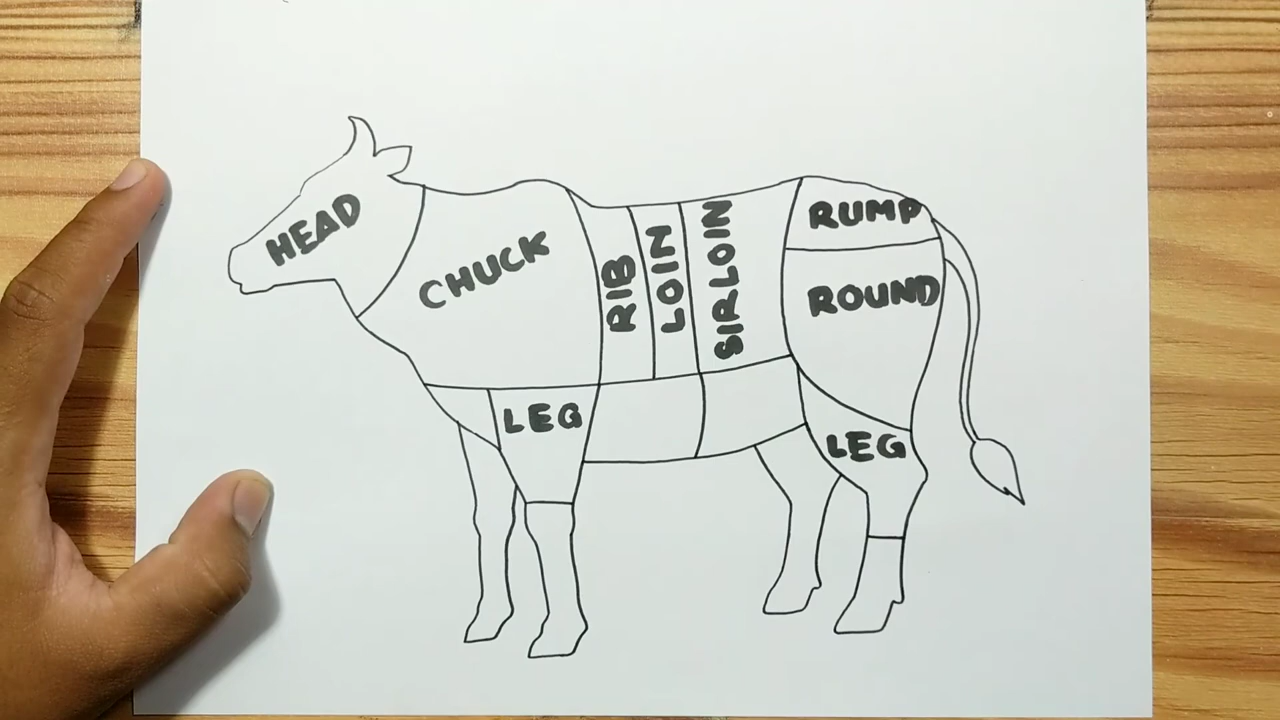 HEAD
CHUCK
RIB
LOIN
SIRLOIN
RUMP
ROUND
LEG
LEG